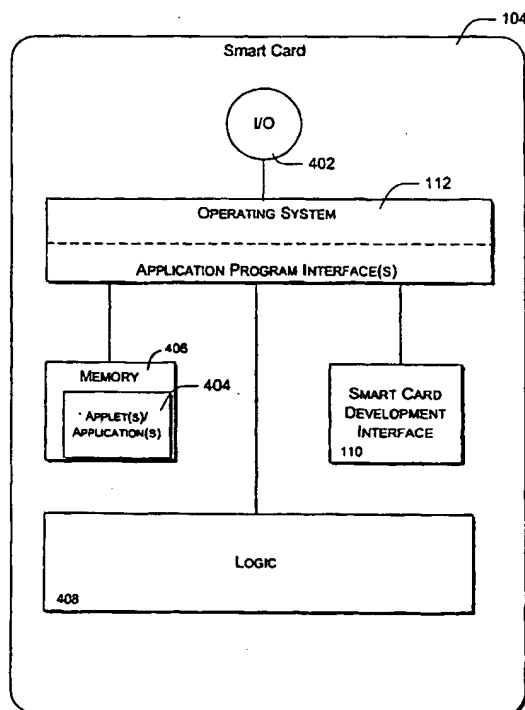 104
Smart Card
I/O
402
112
OPERATING SYSTEM
APPLICATION PROGRAM INTERFACE(S)
MEMORY
406
404
APPLET(S)/
APPLICATION(S)
SMART CARD
DEVELOPMENT
INTERFACE
110
LOGIC
408